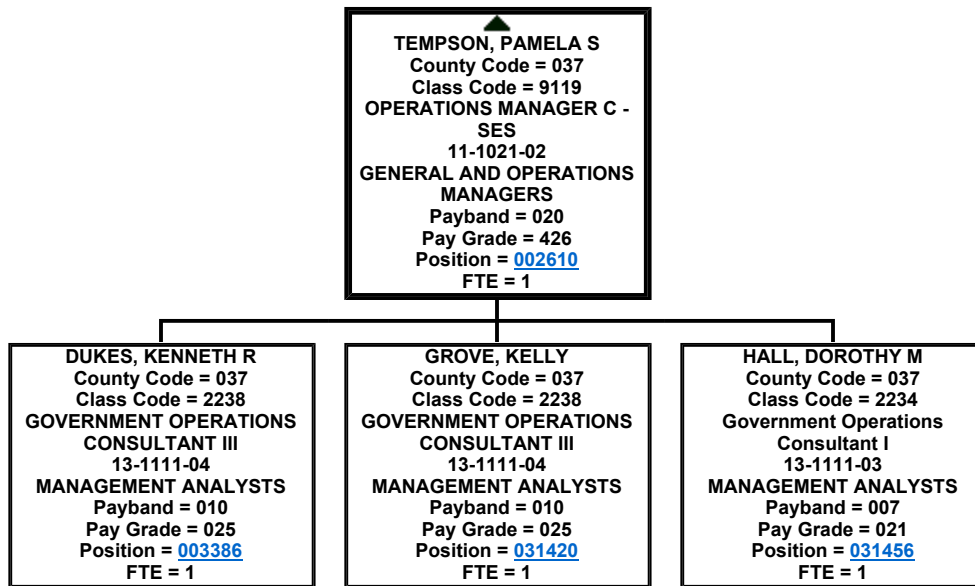 TEMPSON, PAMELA S
County Code = 037
Class Code = 9119
OPERATIONS MANAGER C -
SES
11-1021-02
GENERAL AND OPERATIONS
MANAGERS
Payband = 020
Pay Grade = 426
Position = 002610
FTE = 1
DUKES, KENNETH R
County Code = 037
Class Code = 2238
GOVERNMENT OPERATIONS
CONSULTANT III
13-1111-04
MANAGEMENT ANALYSTS
Payband = 010
Pay Grade = 025
Position = 003386
FTE = 1
GROVE, KELLY
County Code = 037
Class Code = 2238
GOVERNMENT OPERATIONS
CONSULTANT III
13-1111-04
MANAGEMENT ANALYSTS
Payband = 010
Pay Grade = 025
Position = 031420
FTE = 1
HALL, DOROTHY M
County Code = 037
Class Code = 2234
Government Operations
Consultant I
13-1111-03
MANAGEMENT ANALYSTS
Payband = 007
Pay Grade = 021
Position = 031456
FTE = 1